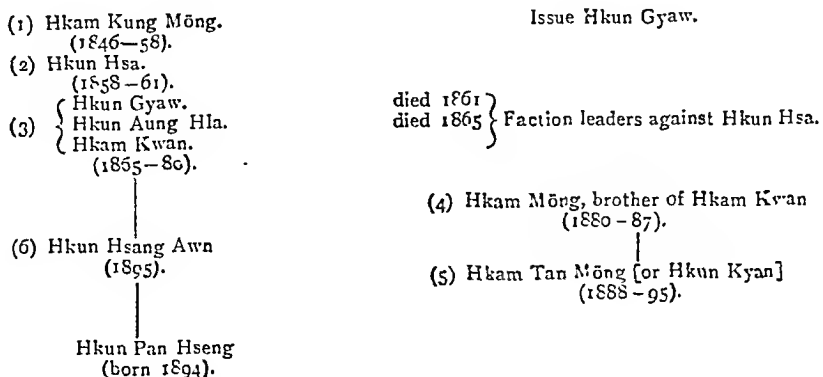 (1) Hkam Kung Mōng.
(1846—58).
Issue Hkun Gyaw.
(2) Hkun Hsa.
(1858–61).
(3) Hkun Gyaw.
Hkun Aung Hla.
Hkam Kwan.
(1865–80).
died 1861
died 1865
Faction leaders against Hkun Hsa.
(4) Hkam Mōng, brother of Hkam Kwan
(1880–87).
(5) Hkam Tan Mōng [or Hkun Kyan]
(1888–95).
(6) Hkun Hsang Awn
(1895).
Hkun Pan Hseng
(born 1894).